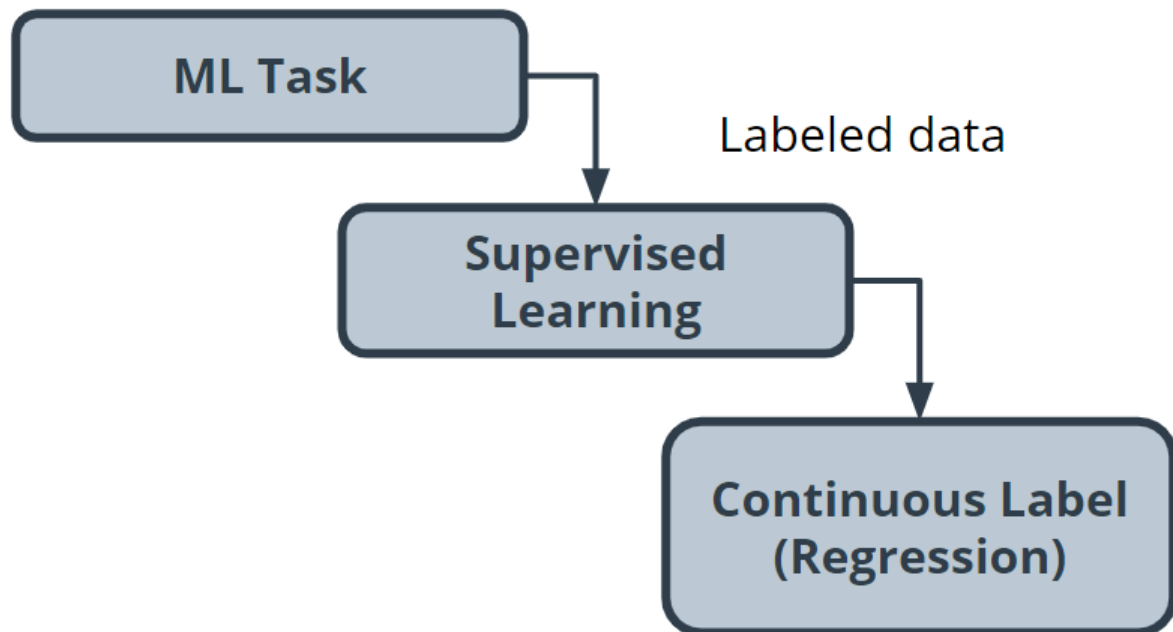 ML Task
Labeled data
Supervised
Learning
Continuous Label
(Regression)